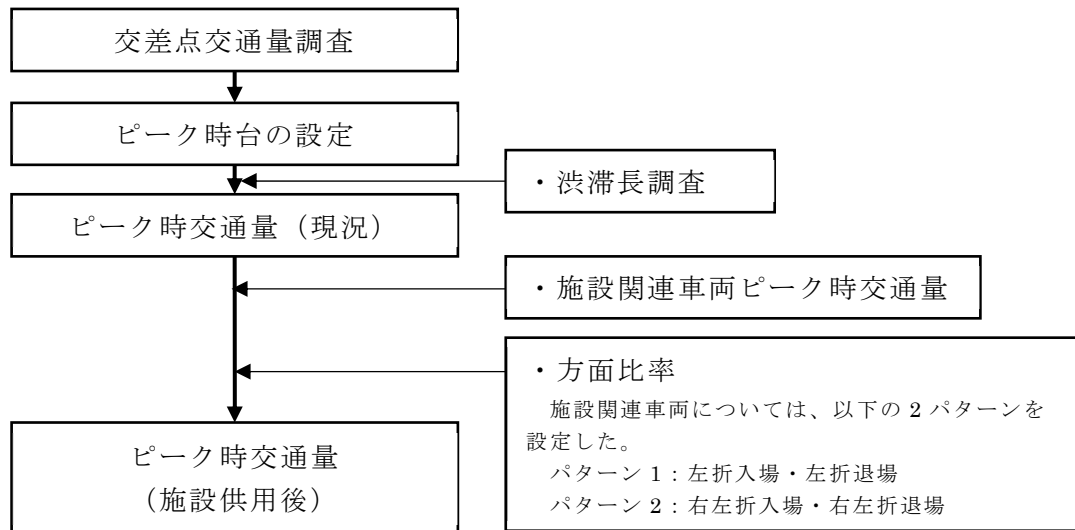 交差点交通量調査
ピーク時台の設定
・渋滞長調査
ピーク時交通量（現況）
・施設関連車両ピーク時交通量
・方面比率
施設関連車両については、以下の2パターンを
設定した。
パターン1：左折入場・左折退場
パターン2：右左折入場・右左折退場
ピーク時交通量
（施設供用後）